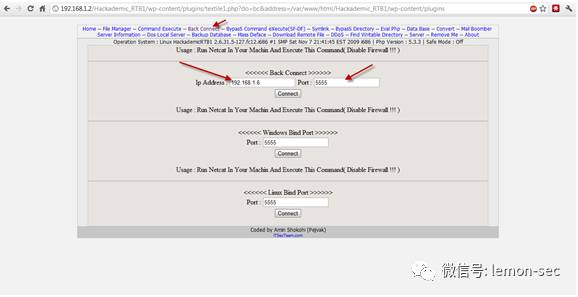 192.168.1.2/Hackademic_RTB1/wp-content/plugins/textile1.php?do=bc&address=/var/www/html/Hackademic_RTB1/wp-content/plugins
Home -- File Manager -- Command Execute -- Back Connect -- BypasS Command eXecute(SF-DF) -- Symlink -- BypasS Directory -- Eval Php -- Data Base -- Convert -- Mail Boomber
Server Information -- Dos Local Server -- Backup Database -- Mass Deface -- Download Remote File -- DDoS -- Find Writable Directory -- Server -- Remove Me -- About
Operation System : Linux HackademicRTB1 2.6.31.5-127.fc12.i686 #1 SMP Sat Nov 7 21:41:45 EST 2009 i686 | Php Version : 5.3.3 | Safe Mode : Off
Usage : Run Netcat In Your Machin And Execute This Command( Disable Firewall !!! )
<<<<<< Back Connect >>>>>>
Ip Address : 192.168.1.6 Port : 5555
Connect
Usage : Run Netcat In Your Machin And Execute This Command( Disable Firewall !!! )
<<<<<< Windows Bind Port >>>>>>
Port : 5555
Connect
Usage : Run Netcat In Your Machin And Execute This Command( Disable Firewall !!! )
<<<<<< Linux Bind Port >>>>>>
Port : 5555
Connect
Coded by Amin Shokohi (Pejvak)
iTSecTeam.com
微信号: lemon-sec